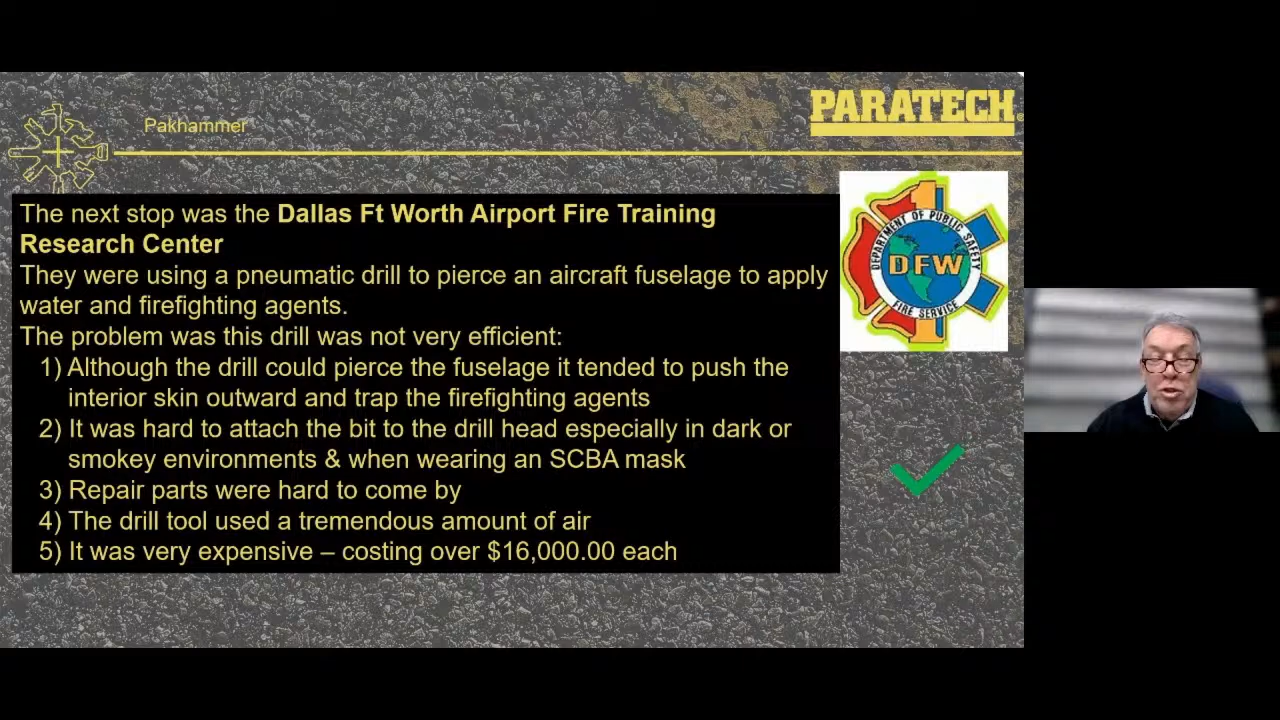 Pakhammer
PARATECH®
The next stop was the Dallas Ft Worth Airport Fire Training
Research Center
They were using a pneumatic drill to pierce an aircraft fuselage to apply
water and firefighting agents.
The problem was this drill was not very efficient:
1) Although the drill could pierce the fuselage it tended to push the
interior skin outward and trap the firefighting agents
2) It was hard to attach the bit to the drill head especially in dark or
smokey environments & when wearing an SCBA mask
3) Repair parts were hard to come by
4) The drill tool used a tremendous amount of air
5) It was very expensive – costing over $16,000.00 each
DEPARTMENT OF PUBLIC SAFETY
DFW
FIRE SERVICE